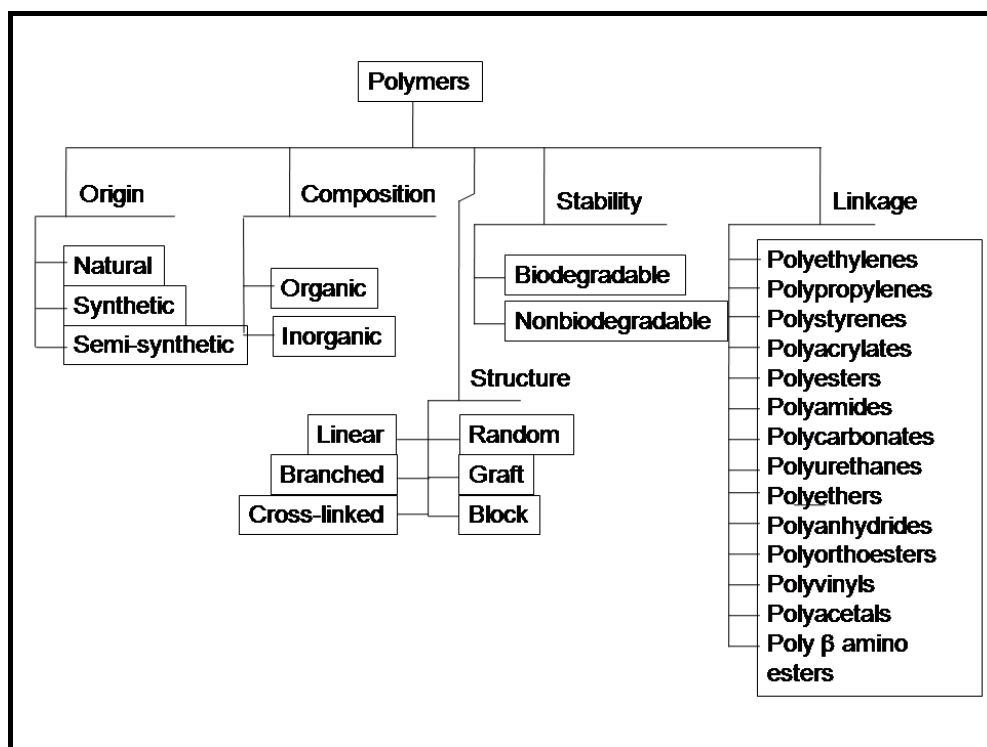 Polymers
Origin
Natural
Synthetic
Semi-synthetic
Composition
Organic
Inorganic
Structure
Linear
Branched
Cross-linked
Random
Graft
Block
Stability
Biodegradable
Nonbiodegradable
Linkage
Polyethylenes
Polypropylenes
Polystyrenes
Polyacrylates
Polyesters
Polyamides
Polycarbonates
Polyurethanes
Polyethers
Polyanhydrides
Polyorthoesters
Polyvinyls
Polyacetals
Poly β amino
esters